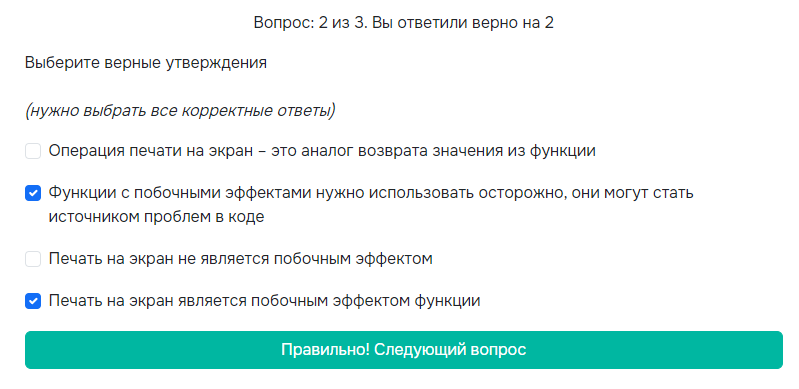 Вопрос: 2 из 3. Вы ответили верно на 2
Выберите верные утверждения
(нужно выбрать все корректные ответы)
Операция печати на экран – это аналог возврата значения из функции
Функции с побочными эффектами нужно использовать осторожно, они могут стать
источником проблем в коде
Печать на экран не является побочным эффектом
Печать на экран является побочным эффектом функции
Правильно! Следующий вопрос